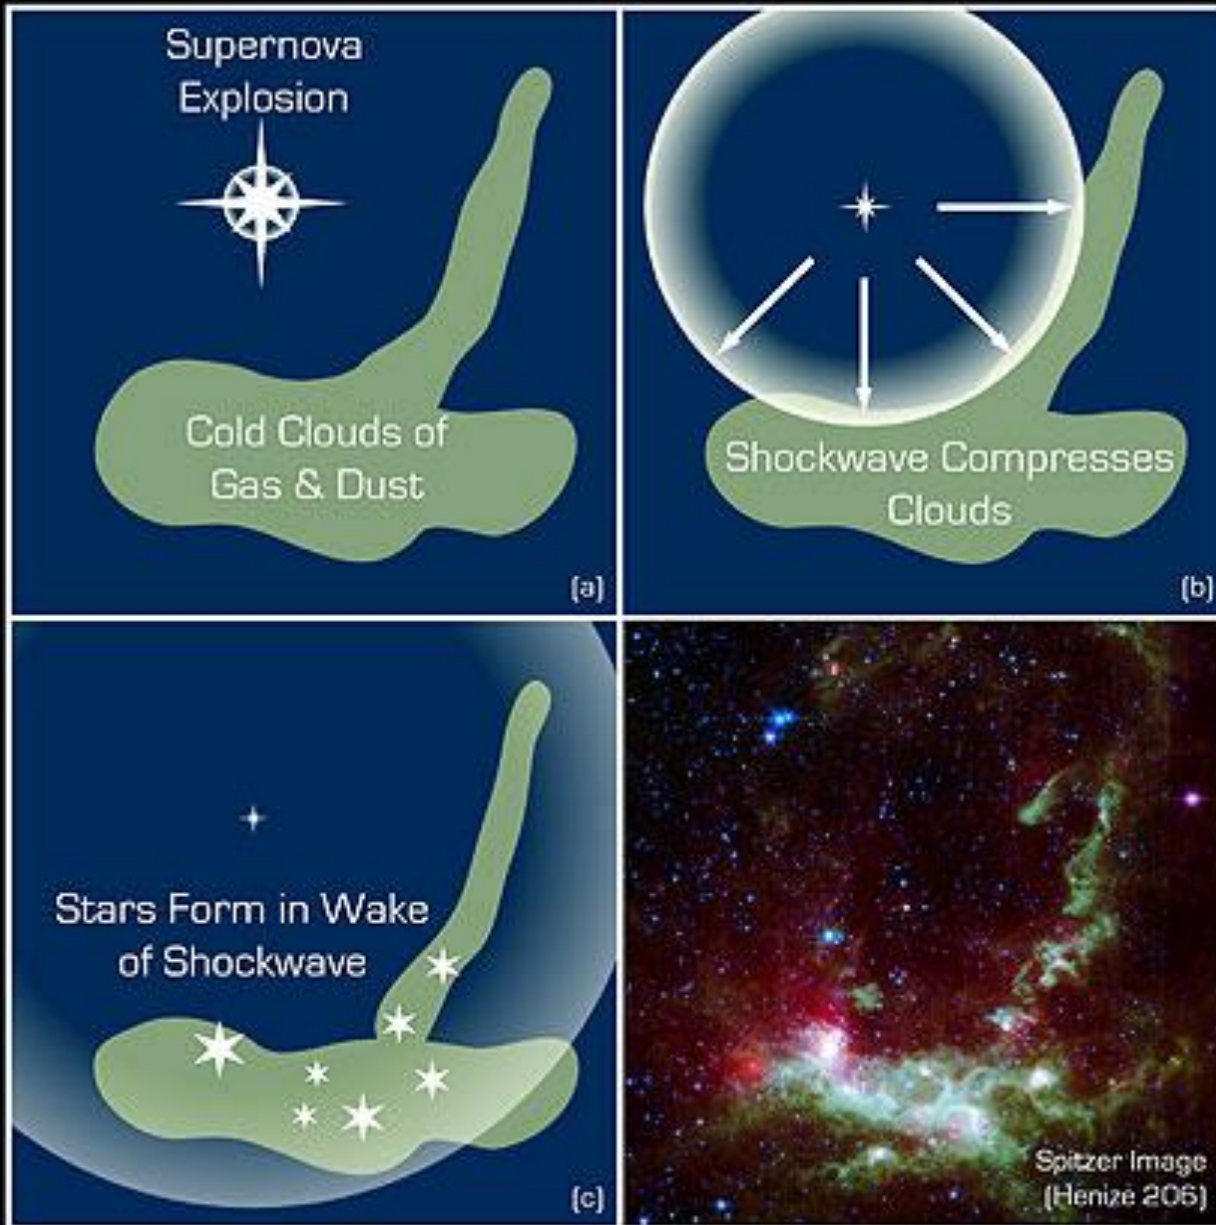 Supernova
Explosion
Cold Clouds of
Gas & Dust
(a)
Shockwave Compresses
Clouds
(b)
Stars Form in Wake
of Shockwave
(c)
Spitzer Image
(Henize 206)